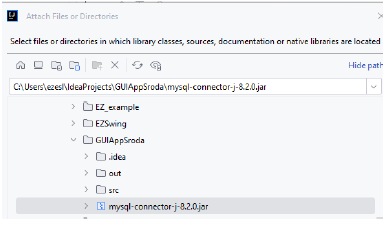 Attach Files or Directories
Select files or directories in which library classes, sources, documentation or native libraries are located
Hide path
C:\Users\ezesl\IdeaProjects\GUIAppSroda\mysql-connector-j-8.2.0.jar
EZ_example
EZSwing
GUIAppSroda
.idea
out
src
mysql-connector-j-8.2.0.jar